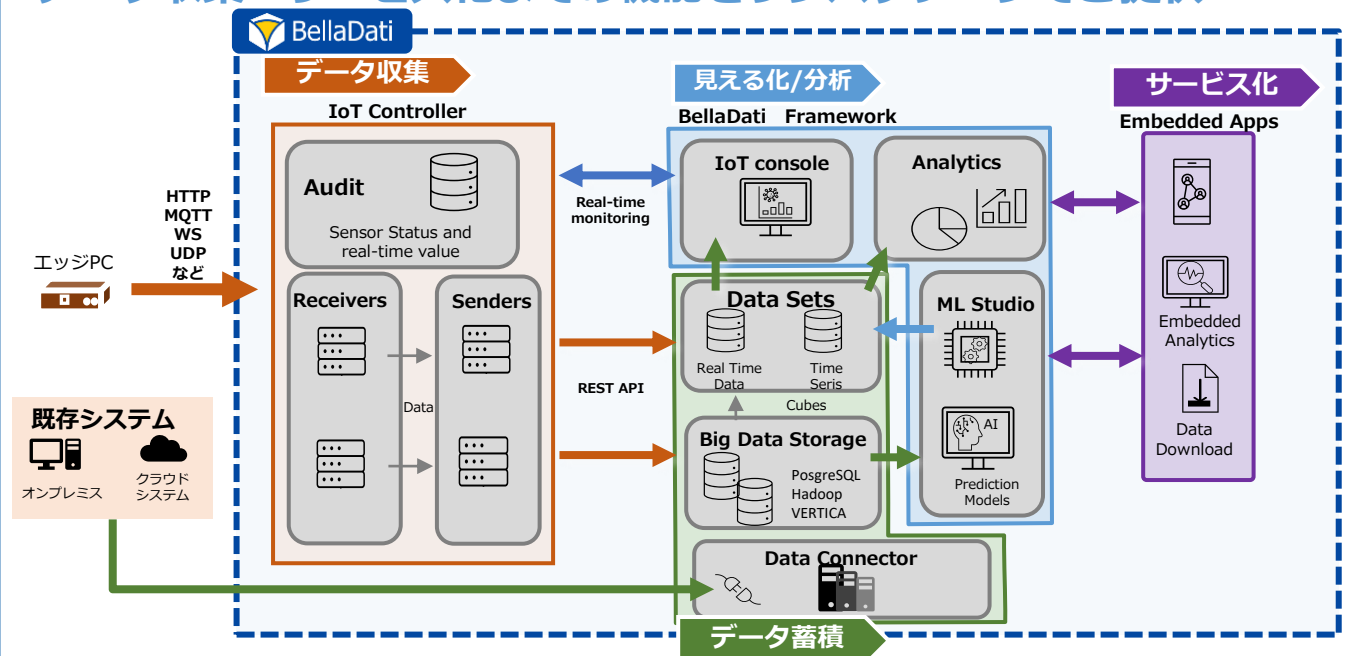 BellaDati
データ収集
見える化/分析
サービス化
IoT Controller
BellaDati Framework
Embedded Apps
Audit
Sensor Status and
real-time value
HTTP
MQTT
WS
UDP
など
エッジPC
Real-time
monitoring
IoT console
Analytics
Receivers
Senders
Data
REST API
Data Sets
Real Time
Data
Time
Seris
Cubes
ML Studio
AI
Prediction
Models
Big Data Storage
PosgreSQL
Hadoop
VERTICA
Embedded
Analytics
Data
Download
既存システム
オンプレミス
クラウド
システム
Data Connector
データ蓄積